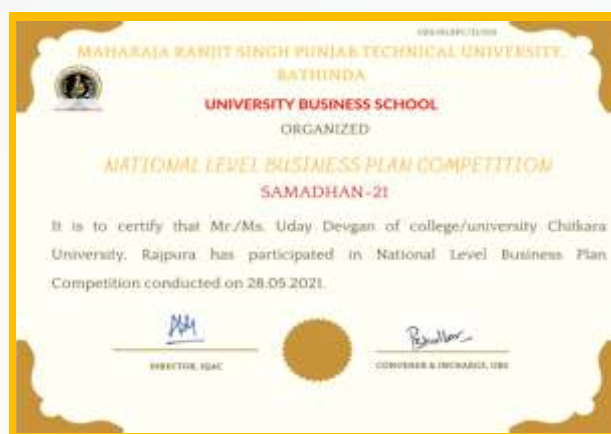 MAHARAJA RANJIT SINGH PUNJAB TECHNICAL UNIVERSITY,
BATHINDA
UNIVERSITY BUSINESS SCHOOL
ORGANIZED
NATIONAL LEVEL BUSINESS PLAN COMPETITION
SAMADHAN-21
It is to certify that Mr./Ms. Uday Devgan of college/university Chitkara
University, Rajpura has participated in National Level Business Plan
Competition conducted on 28.05.2021.
DIRECTOR, IQAC
CONVENER & INCHARGE, UBS